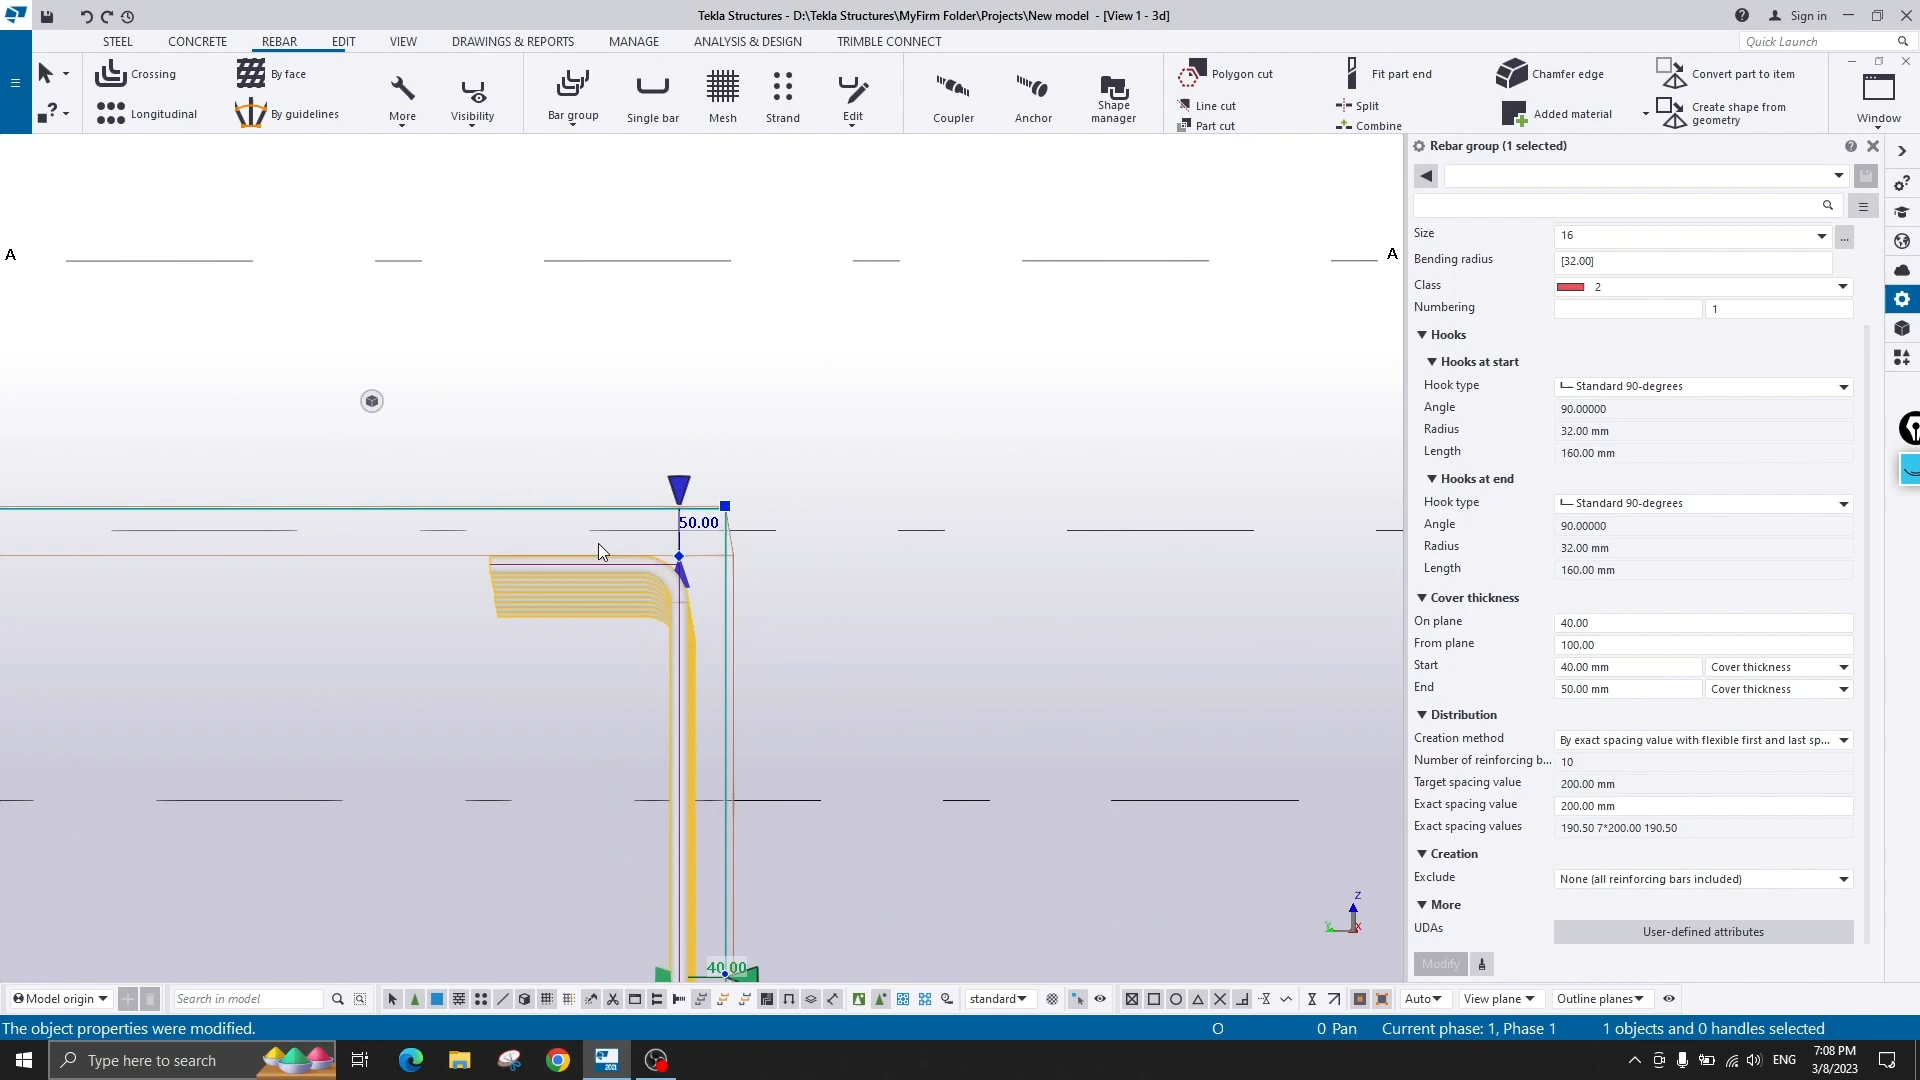 Tekla Structures - D:\Tekla Structures\MyFirm Folder\Projects\New model - [View 1 - 3d]
Sign in
STEEL CONCRETE REBAR EDIT VIEW DRAWINGS & REPORTS MANAGE ANALYSIS & DESIGN TRIMBLE CONNECT
Quick Launch
Crossing
Longitudinal
By face
By guidelines
More
Visibility
Bar group
Single bar
Mesh
Strand
Edit
Coupler
Anchor
Shape
manager
Polygon cut
Line cut
Part cut
Fit part end
Split
Combine
Chamfer edge
Added material
Convert part to item
Create shape from
geometry
Window
Rebar group (1 selected)
Size 16
Bending radius [32.00]
Class 2
Numbering 1
Hooks
Hooks at start
Hook type Standard 90-degrees
Angle 90.00000
Radius 32.00 mm
Length 160.00 mm
Hooks at end
Hook type Standard 90-degrees
Angle 90.00000
Radius 32.00 mm
Length 160.00 mm
Cover thickness
On plane 40.00
From plane 100.00
Start 40.00 mm Cover thickness
End 50.00 mm Cover thickness
Distribution
Creation method By exact spacing value with flexible first and last sp...
Number of reinforcing b... 10
Target spacing value 200.00 mm
Exact spacing value 200.00 mm
Exact spacing values 190.50 7*200.00 190.50
Creation
Exclude None (all reinforcing bars included)
More
UDAs User-defined attributes
Modify
A A
50.00
40.00
Z
Y X
Model origin Search in model standard Auto View plane Outline planes
The object properties were modified. O 0 Pan Current phase: 1, Phase 1 1 objects and 0 handles selected
Type here to search
2021
ENG
7:08 PM
3/8/2023